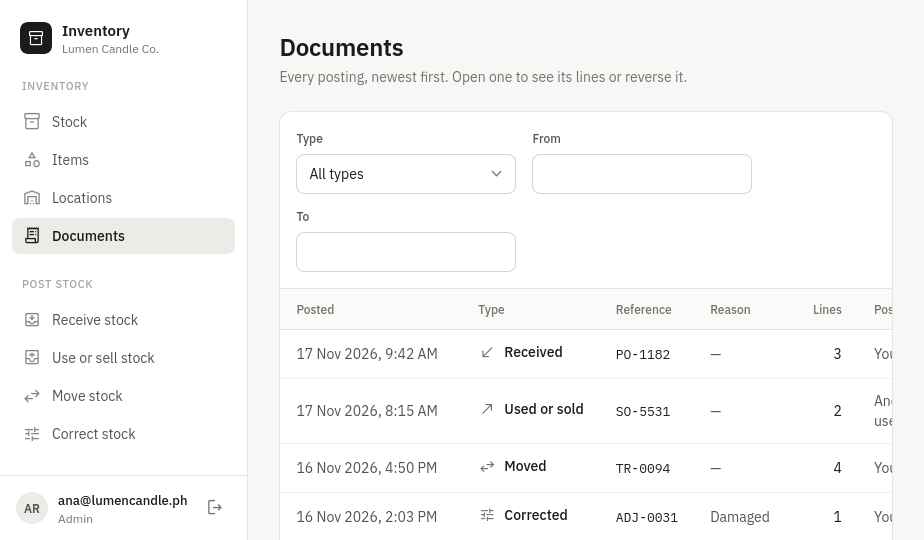 Inventory
Lumen Candle Co.
INVENTORY
Stock
Items
Locations
Documents
POST STOCK
Receive stock
Use or sell stock
Move stock
Correct stock
AR
ana@lumencandle.ph
Admin
Documents
Every posting, newest first. Open one to see its lines or reverse it.
Type
From
All types
To
Posted Type Reference Reason Lines
17 Nov 2026, 9:42 AM Received PO-1182 — 3
17 Nov 2026, 8:15 AM Used or sold SO-5531 — 2
16 Nov 2026, 4:50 PM Moved TR-0094 — 4
16 Nov 2026, 2:03 PM Corrected ADJ-0031 Damaged 1